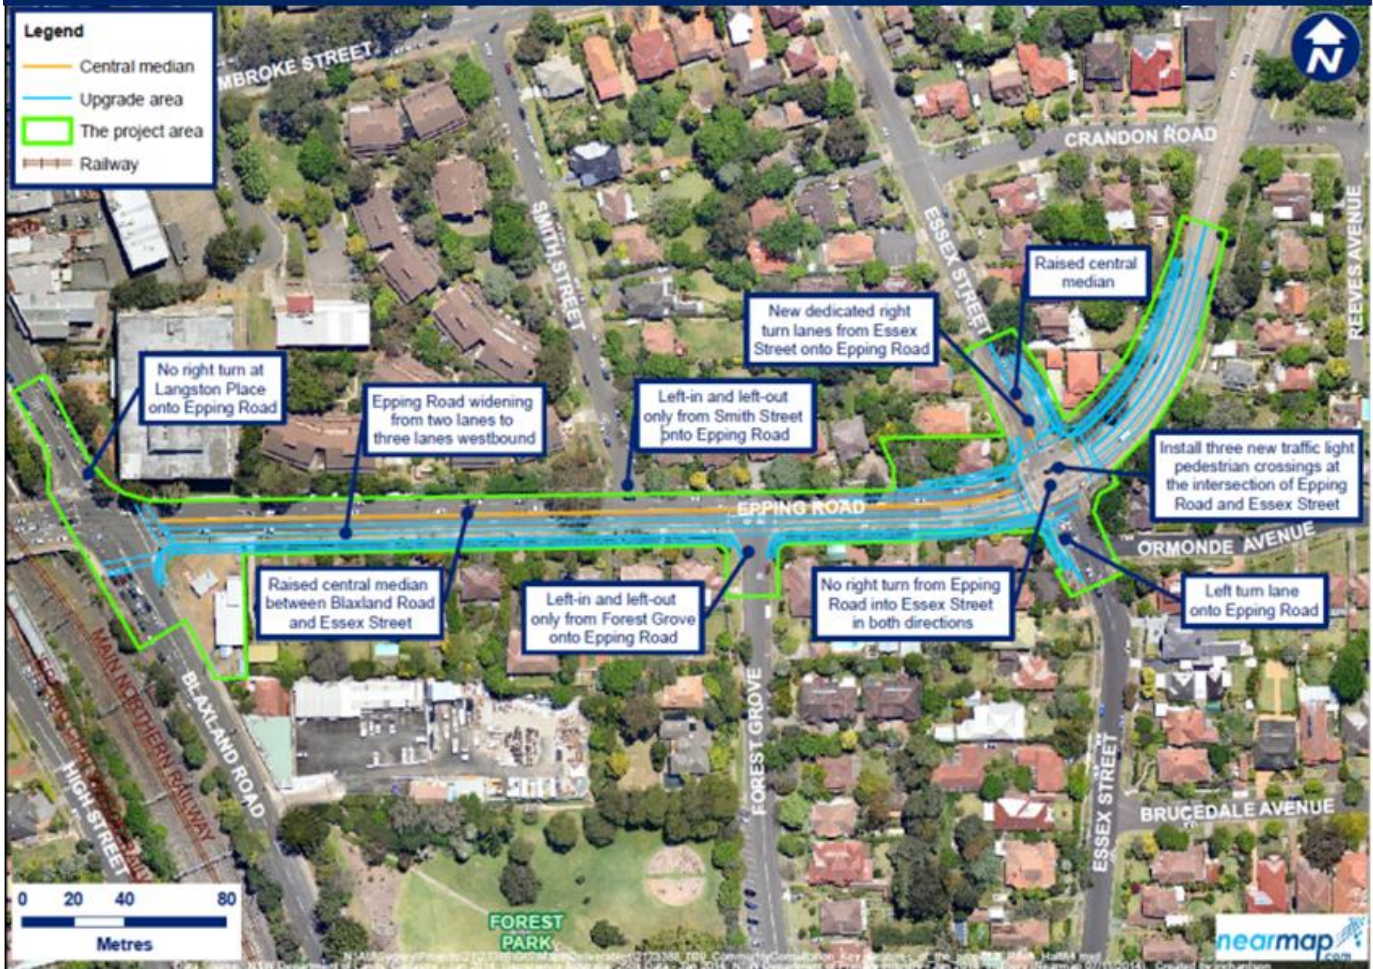 Legend
Central median
Upgrade area
The project area
Railway
N
MBROKE STREET
CRANDON ROAD
REEVES AVENUE
SMITH STREET
ESSEX STREET
Raised central
median
New dedicated right
turn lanes from Essex
Street onto Epping Road
No right turn at
Langston Place
onto Epping Road
Epping Road widening
from two lanes to
three lanes westbound
Left-in and left-out
only from Smith Street
onto Epping Road
Install three new traffic light
pedestrian crossings at
the intersection of Epping
Road and Essex Street
EPPING ROAD
ORMONDE AVENUE
Raised central median
between Blaxland Road
and Essex Street
Left-in and left-out
only from Forest Grove
onto Epping Road
No right turn from Epping
Road into Essex Street
in both directions
Left turn lane
onto Epping Road
MAIN NORTHERN RAILWAY
BLAXLAND ROAD
HIGH STREET
FOREST GROVE
ESSEX STREET
BRUCEDALE AVENUE
0 20 40 80
Metres
FOREST
PARK
nearmap
.com